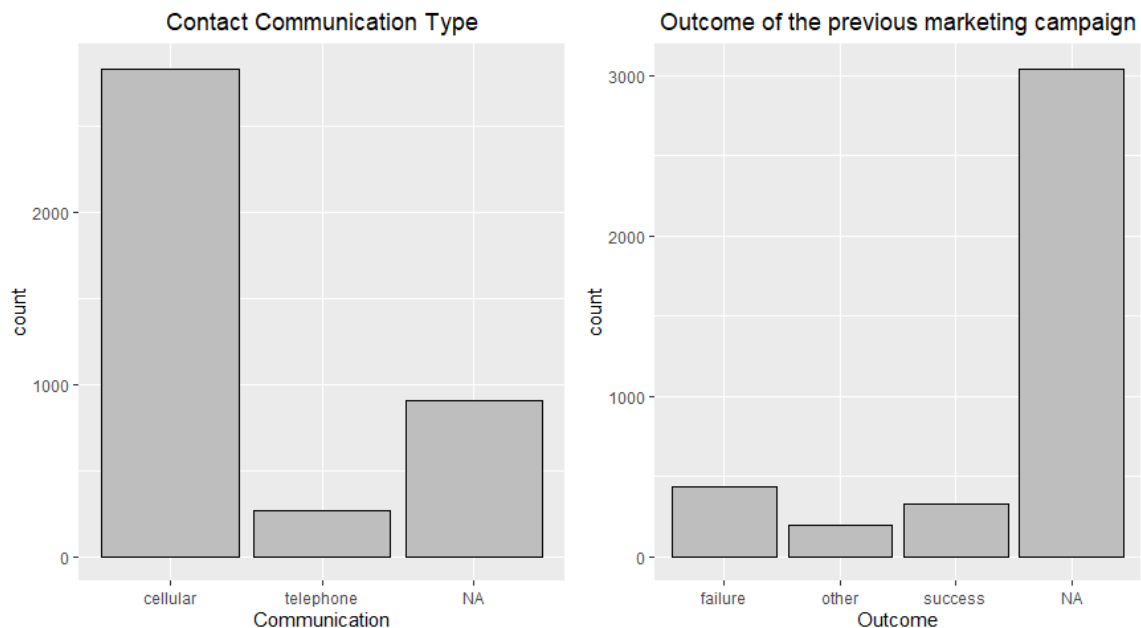 Contact Communication Type
count
2000
1000
0
cellular telephone NA
Communication
Outcome of the previous marketing campaign
count
3000
2000
1000
0
failure other success NA
Outcome